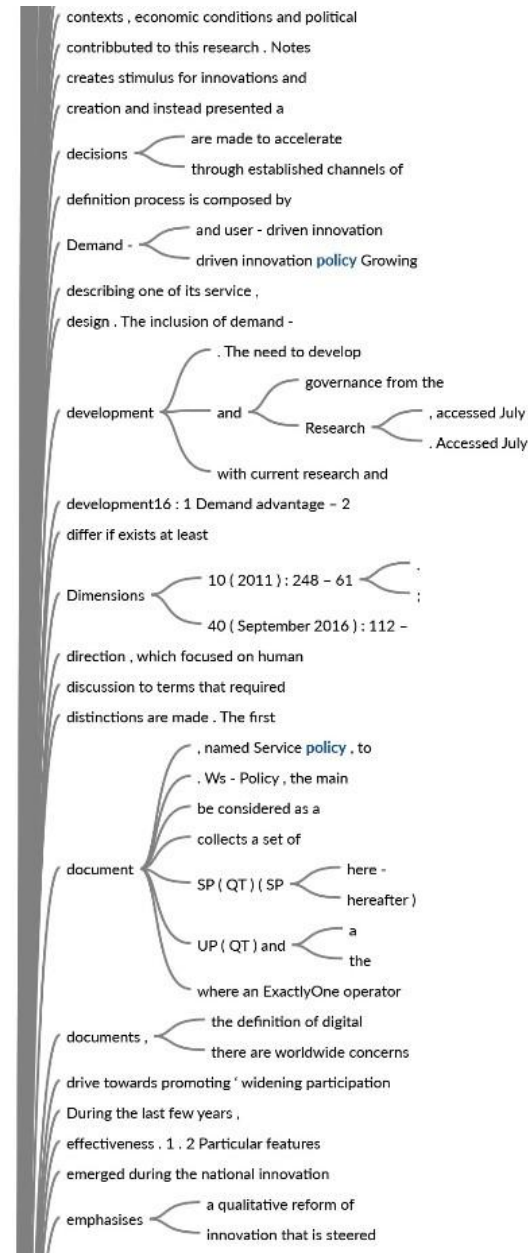 contexts , economic conditions and political
contribbuted to this research . Notes
creates stimulus for innovations and
creation and instead presented a
decisions
are made to accelerate
through established channels of
definition process is composed by
Demand -
and user - driven innovation
driven innovation policy Growing
describing one of its service ,
design . The inclusion of demand -
development
. The need to develop
and
governance from the
Research
, accessed July
. Accessed July
with current research and
development16 : 1 Demand advantage – 2
differ if exists at least
Dimensions
10 ( 2011 ) : 248 – 61
.
;
40 ( September 2016 ) : 112 –
direction , which focused on human
discussion to terms that required
distinctions are made . The first
document
, named Service policy , to
. Ws - Policy , the main
be considered as a
collects a set of
SP ( QT ) ( SP
here -
hereafter )
UP ( QT ) and
a
the
where an ExactlyOne operator
documents ,
the definition of digital
there are worldwide concerns
drive towards promoting ‘ widening participation
During the last few years ,
effectiveness . 1 . 2 Particular features
emerged during the national innovation
emphasises
a qualitative reform of
innovation that is steered